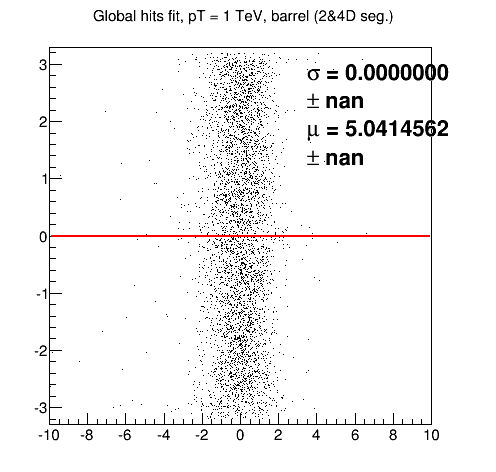 Global hits fit, pT = 1 TeV, barrel (2&4D seg.)
σ = 0.0000000
± nan
μ = 5.0414562
± nan
3
2
1
0
-1
-2
-3
-10 -8 -6 -4 -2 0 2 4 6 8 10